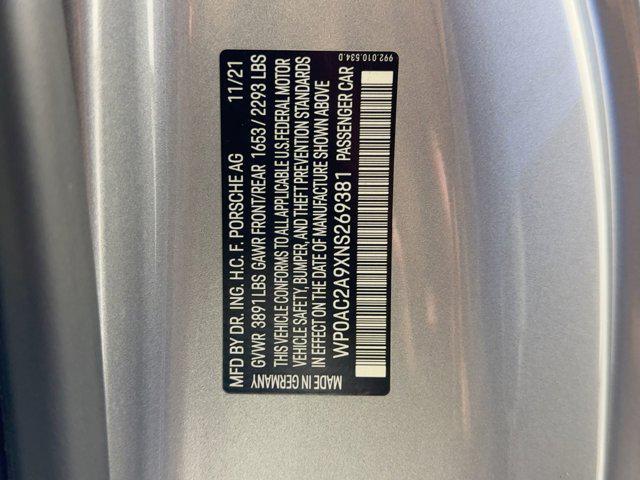 MFD BY DR. ING. H.C. F. PORSCHE AG 11/21
GVWR 3891 LBS GAWR FRONT/REAR 1653 / 2293 LBS
THIS VEHICLE CONFORMS TO ALL APPLICABLE U.S. FEDERAL MOTOR
VEHICLE SAFETY, BUMPER, AND THEFT PREVENTION STANDARDS
IN EFFECT ON THE DATE OF MANUFACTURE SHOWN ABOVE
WP0AC2A9XNS269381 PASSENGER CAR
MADE IN GERMANY
992.010.534.D